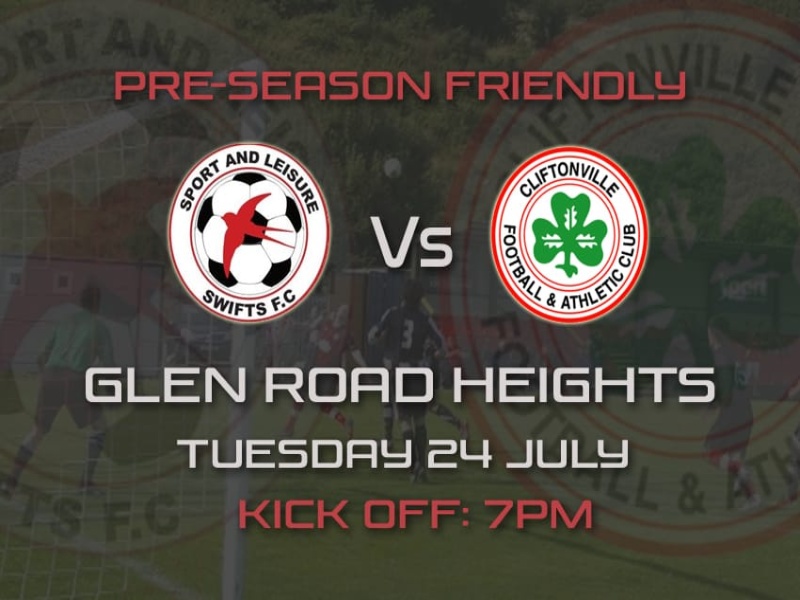 PRE-SEASON FRIENDLY
SPORT AND LEISURE
SWIFTS F.C
Vs
CLIFTONVILLE
FOOTBALL & ATHLETIC CLUB
GLEN ROAD HEIGHTS
TUESDAY 24 JULY
KICK OFF: 7PM